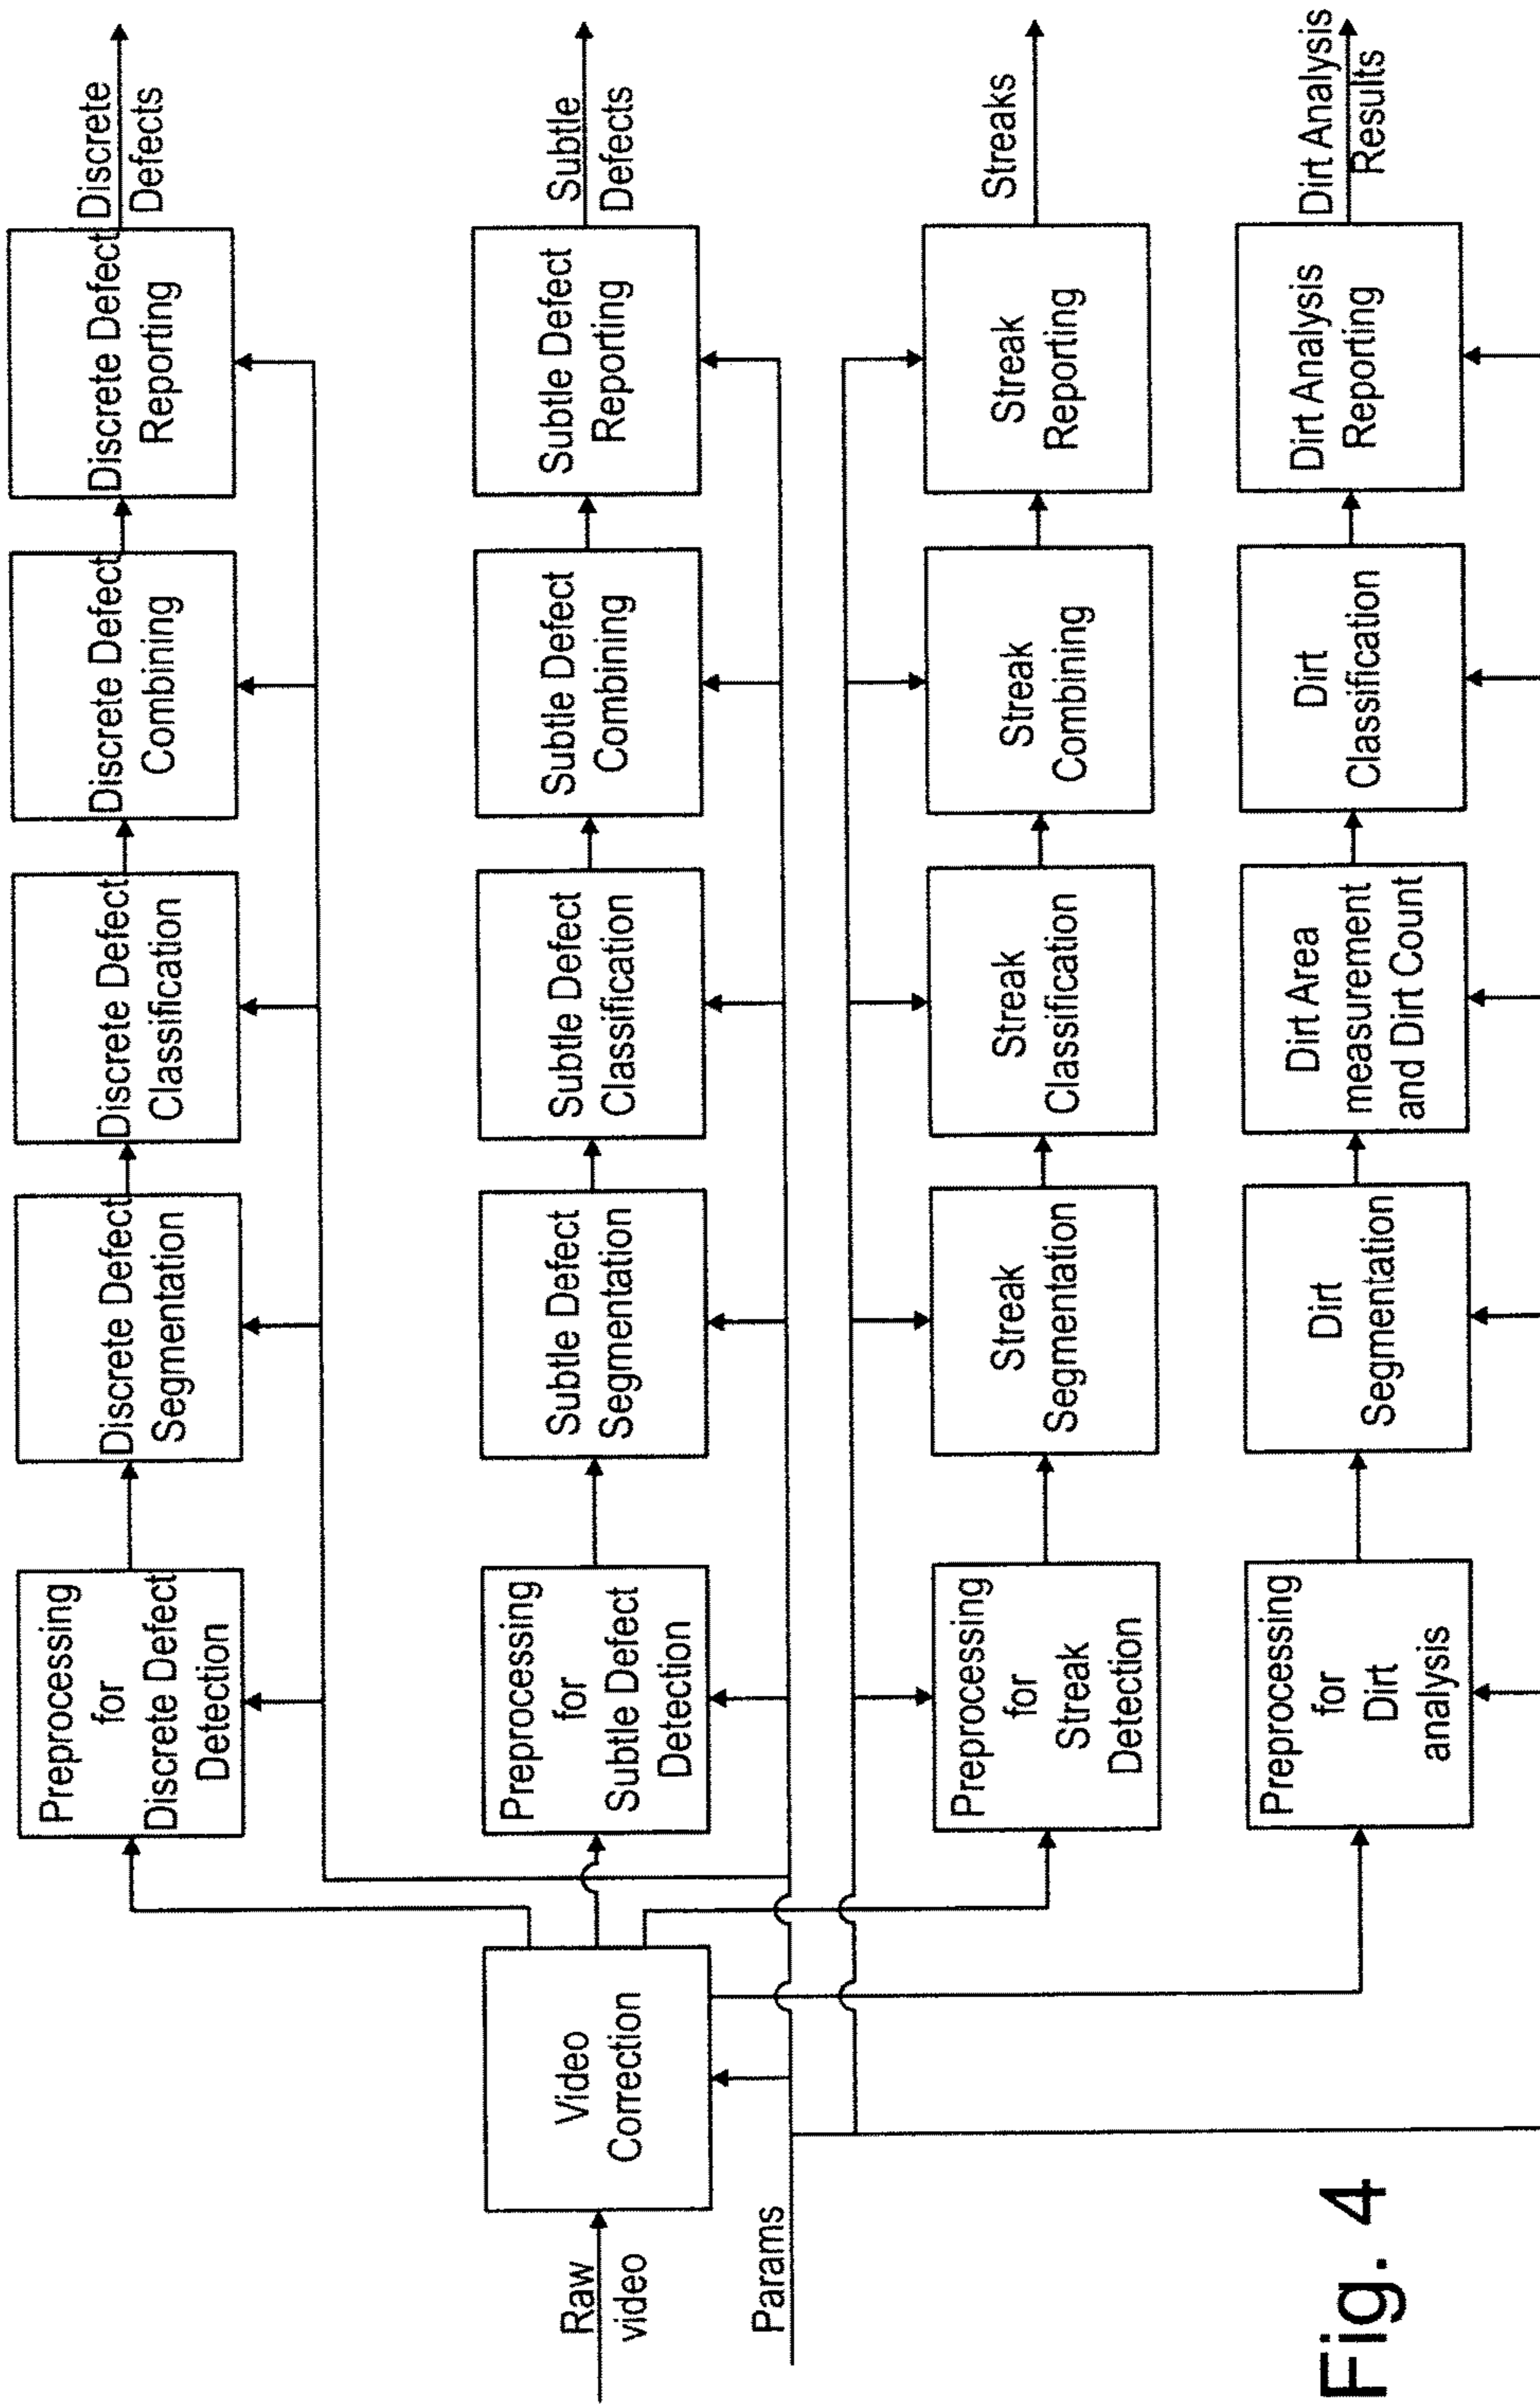 Raw
video
Params
Video
Correction
Preprocessing
for
Discrete Defect
Detection
Discrete Defect
Segmentation
Discrete Defect
Classification
Discrete Defect
Combining
Discrete Defect
Reporting
Discrete
Defects
Preprocessing
for
Subtle Defect
Detection
Subtle Defect
Segmentation
Subtle Defect
Classification
Subtle Defect
Combining
Subtle Defect
Reporting
Subtle
Defects
Preprocessing
for
Streak
Detection
Streak
Segmentation
Streak
Classification
Streak
Combining
Streak
Reporting
Streaks
Preprocessing
for
Dirt
analysis
Dirt
Segmentation
Dirt Area
measurement
and Dirt Count
Dirt
Classification
Dirt Analysis
Reporting
Dirt Analysis
Results
Fig. 4